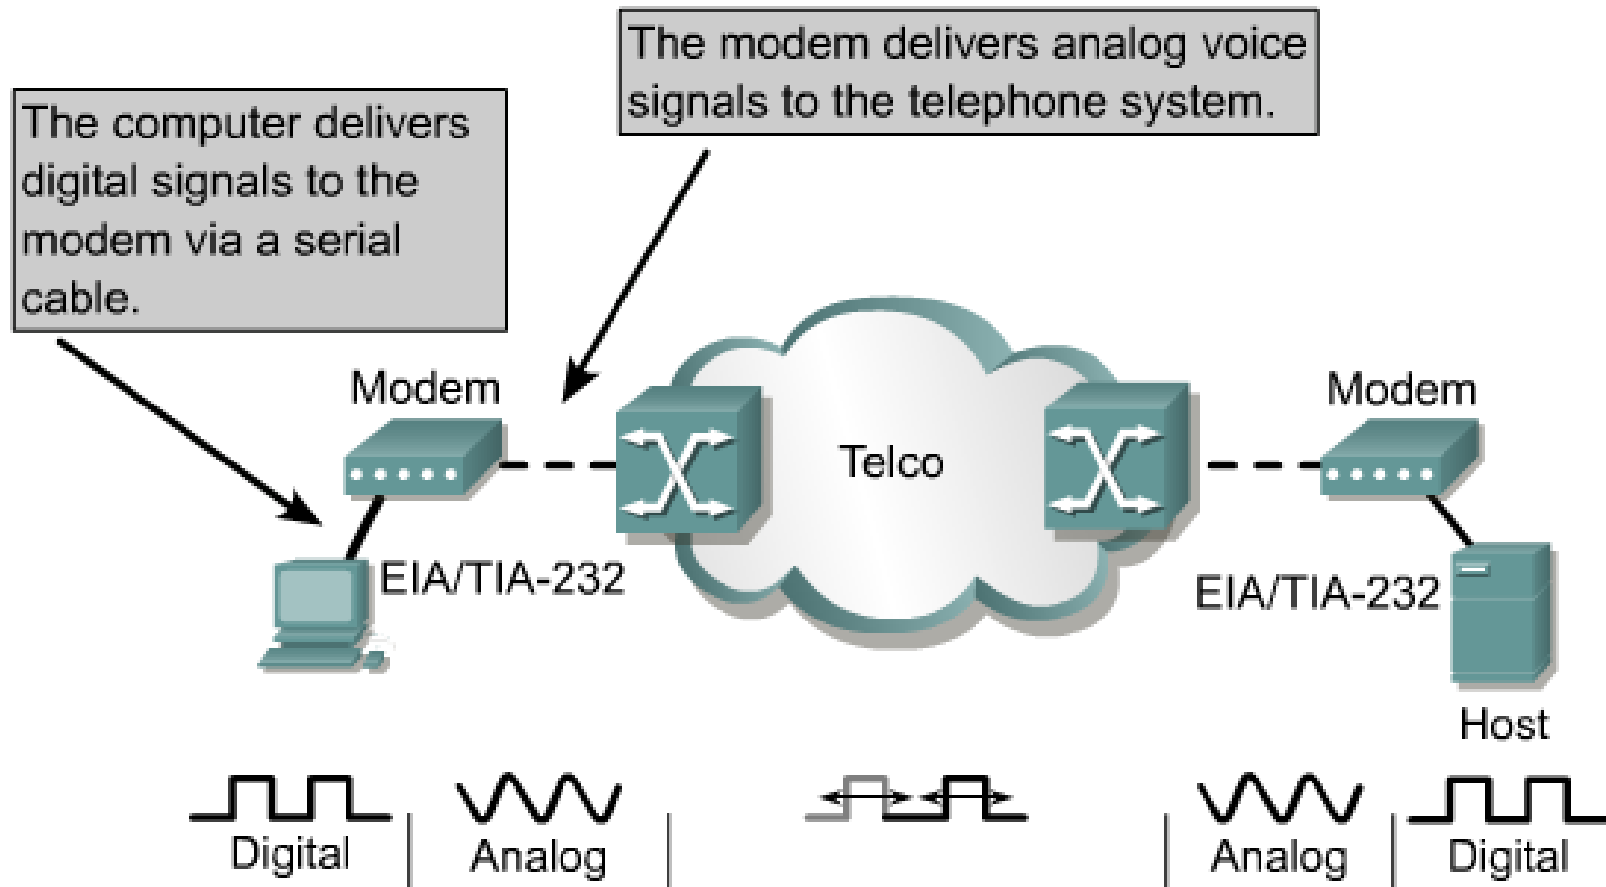 The modem delivers analog voice
signals to the telephone system.
The computer delivers
digital signals to the
modem via a serial
cable.
Modem
Modem
Telco
EIA/TIA-232
EIA/TIA-232
Host
Digital
Analog
Analog
Digital